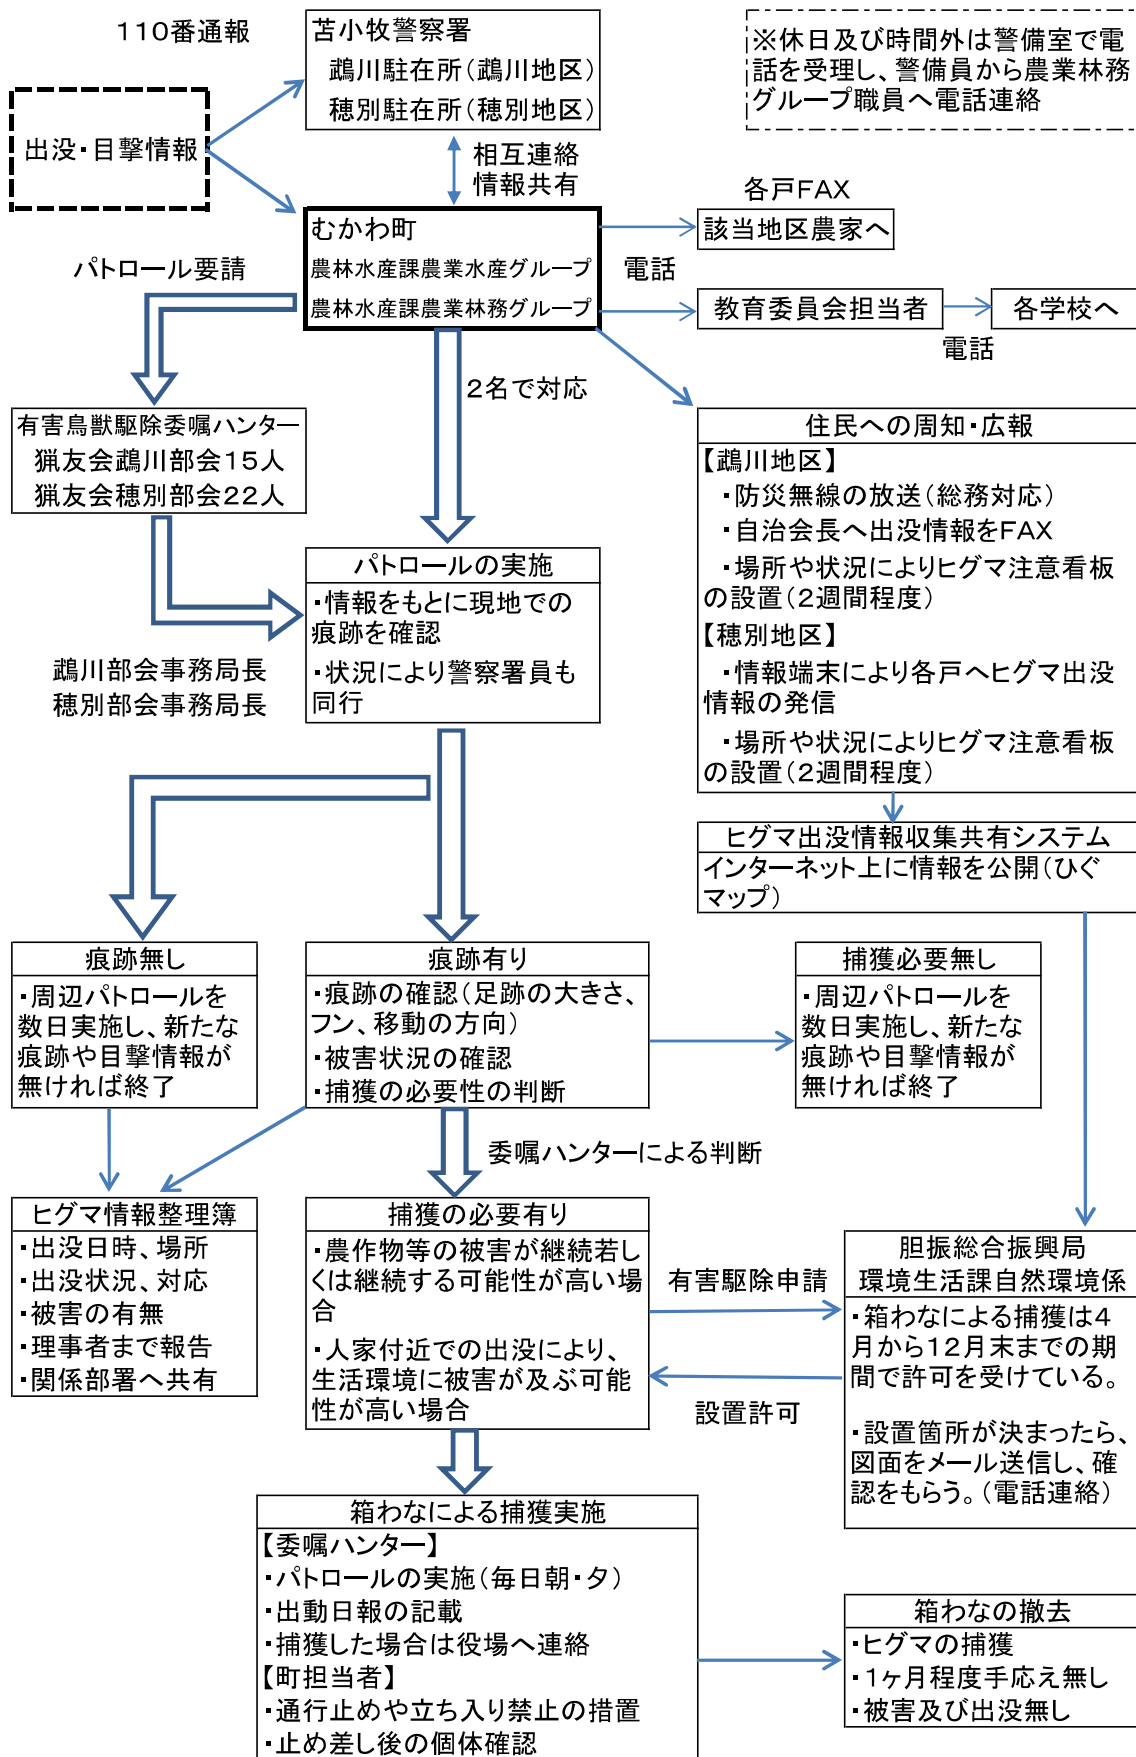 110番通報
苫小牧警察署
鵡川駐在所(鵡川地区)
穂別駐在所(穂別地区)
※休日及び時間外は警備室で電
話を受理し、警備員から農業林務
グループ職員へ電話連絡
出没・目撃情報
相互連絡
情報共有
各戸FAX
むかわ町
農林水産課農業水産グループ
農林水産課農業林務グループ
該当地区農家へ
電話
パトロール要請
教育委員会担当者
各学校へ
電話
2名で対応
有害鳥獣駆除委嘱ハンター
猟友会鵡川部会15人
猟友会穂別部会22人
住民への周知・広報
【鵡川地区】
・防災無線の放送(総務対応)
・自治会長へ出没情報をFAX
・場所や状況によりヒグマ注意看板
の設置(2週間程度)
【穂別地区】
・情報端末により各戸へヒグマ出没
情報の発信
・場所や状況によりヒグマ注意看板
の設置(2週間程度)
パトロールの実施
・情報をもとに現地での
痕跡を確認
・状況により警察署員も
同行
鵡川部会事務局長
穂別部会事務局長
ヒグマ出没情報収集共有システム
インターネット上に情報を公開(ひぐ
マップ)
痕跡無し
・周辺パトロールを
数日実施し、新たな
痕跡や目撃情報が
無ければ終了
痕跡有り
・痕跡の確認(足跡の大きさ、
フン、移動の方向)
・被害状況の確認
・捕獲の必要性の判断
捕獲必要無し
・周辺パトロールを
数日実施し、新たな
痕跡や目撃情報が
無ければ終了
委嘱ハンターによる判断
ヒグマ情報整理簿
・出没日時、場所
・出没状況、対応
・被害の有無
・理事者まで報告
・関係部署へ共有
捕獲の必要有り
・農作物等の被害が継続若し
くは継続する可能性が高い場
合
・人家付近での出没により、
生活環境に被害が及ぶ可能
性が高い場合
有害駆除申請
設置許可
胆振総合振興局
環境生活課自然環境係
・箱わなによる捕獲は4
月から12月末までの期
間で許可を受けている。
・設置箇所が決まったら、
図面をメール送信し、確
認をもらう。(電話連絡)
箱わなによる捕獲実施
【委嘱ハンター】
・パトロールの実施(毎日朝・夕)
・出動日報の記載
・捕獲した場合は役場へ連絡
【町担当者】
・通行止めや立ち入り禁止の措置
・止め差し後の個体確認
箱わなの撤去
・ヒグマの捕獲
・1ヶ月程度手応え無し
・被害及び出没無し